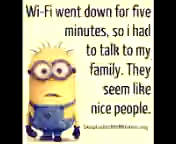 Wi-Fi went down for five
minutes, so i had
to talk to my
family. They
seem like
nice people.